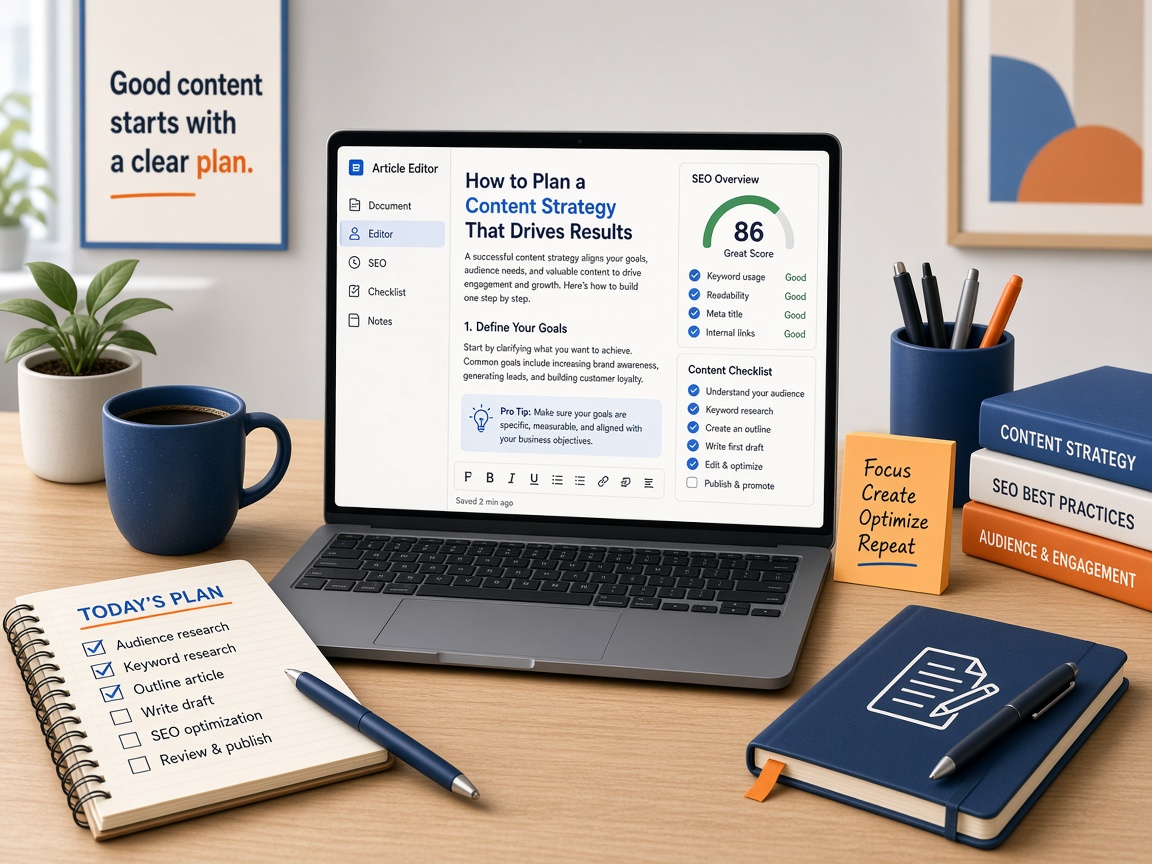 Good content
starts with
a clear plan.
Article Editor
Document
Editor
SEO
Checklist
Notes
How to Plan a
Content Strategy
That Drives Results
A successful content strategy aligns your goals,
audience needs, and valuable content to drive
engagement and growth. Here's how to build
one step by step.
1. Define Your Goals
Start by clarifying what you want to achieve.
Common goals include increasing brand awareness,
generating leads, and building customer loyalty.
Pro Tip: Make sure your goals are
specific, measurable, and aligned with
your business objectives.
P B I U
Saved 2 min ago
SEO Overview
86
Great Score
Keyword usage Good
Readability Good
Meta title Good
Internal links Good
Content Checklist
Understand your audience
Keyword research
Create an outline
Write first draft
Edit & optimize
Publish & promote
Focus
Create
Optimize
Repeat
CONTENT STRATEGY
SEO BEST PRACTICES
AUDIENCE & ENGAGEMENT
TODAY'S PLAN
Audience research
Keyword research
Outline article
Write draft
SEO optimization
Review & publish